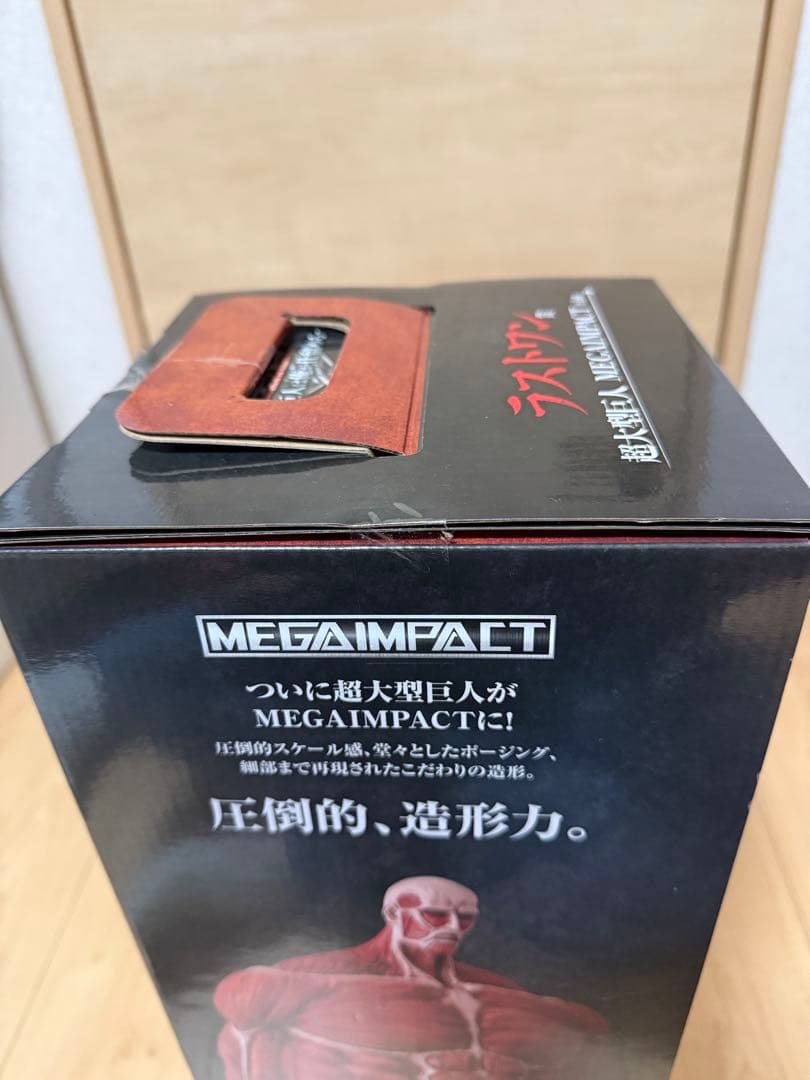 ラストワン賞
超大型巨人 MEGAIMPACT
MEGAIMPACT
ついに超大型巨人が
MEGAIMPACTに!
圧倒的スケール感、堂々としたポージング、
細部まで再現されたこだわりの造形。
圧倒的、造形力。